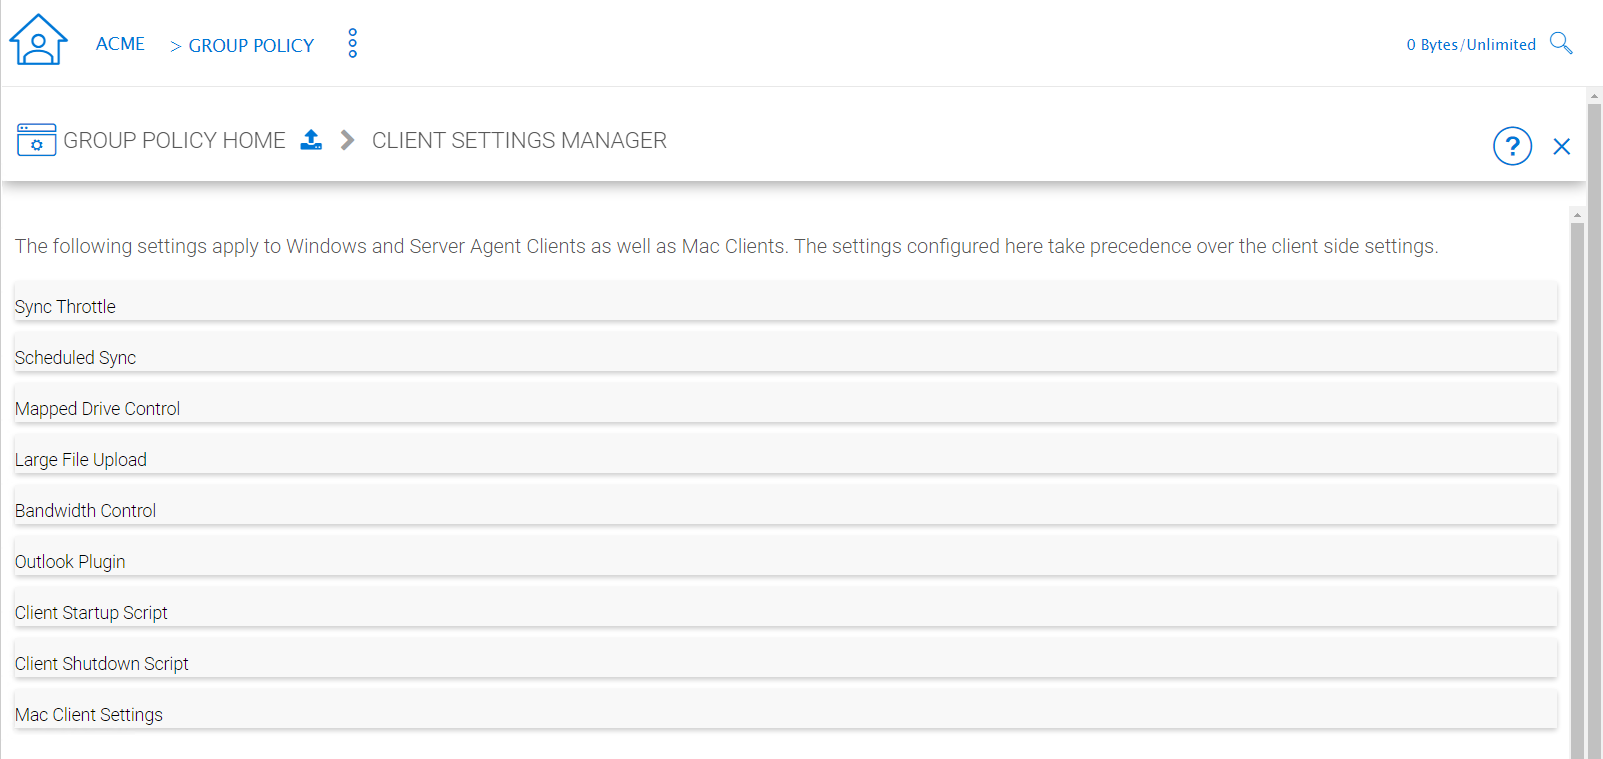 ACME > GROUP POLICY 0 Bytes/Unlimited
GROUP POLICY HOME CLIENT SETTINGS MANAGER ?
The following settings apply to Windows and Server Agent Clients as well as Mac Clients. The settings configured here take precedence over the client side settings.
Sync Throttle
Scheduled Sync
Mapped Drive Control
Large File Upload
Bandwidth Control
Outlook Plugin
Client Startup Script
Client Shutdown Script
Mac Client Settings